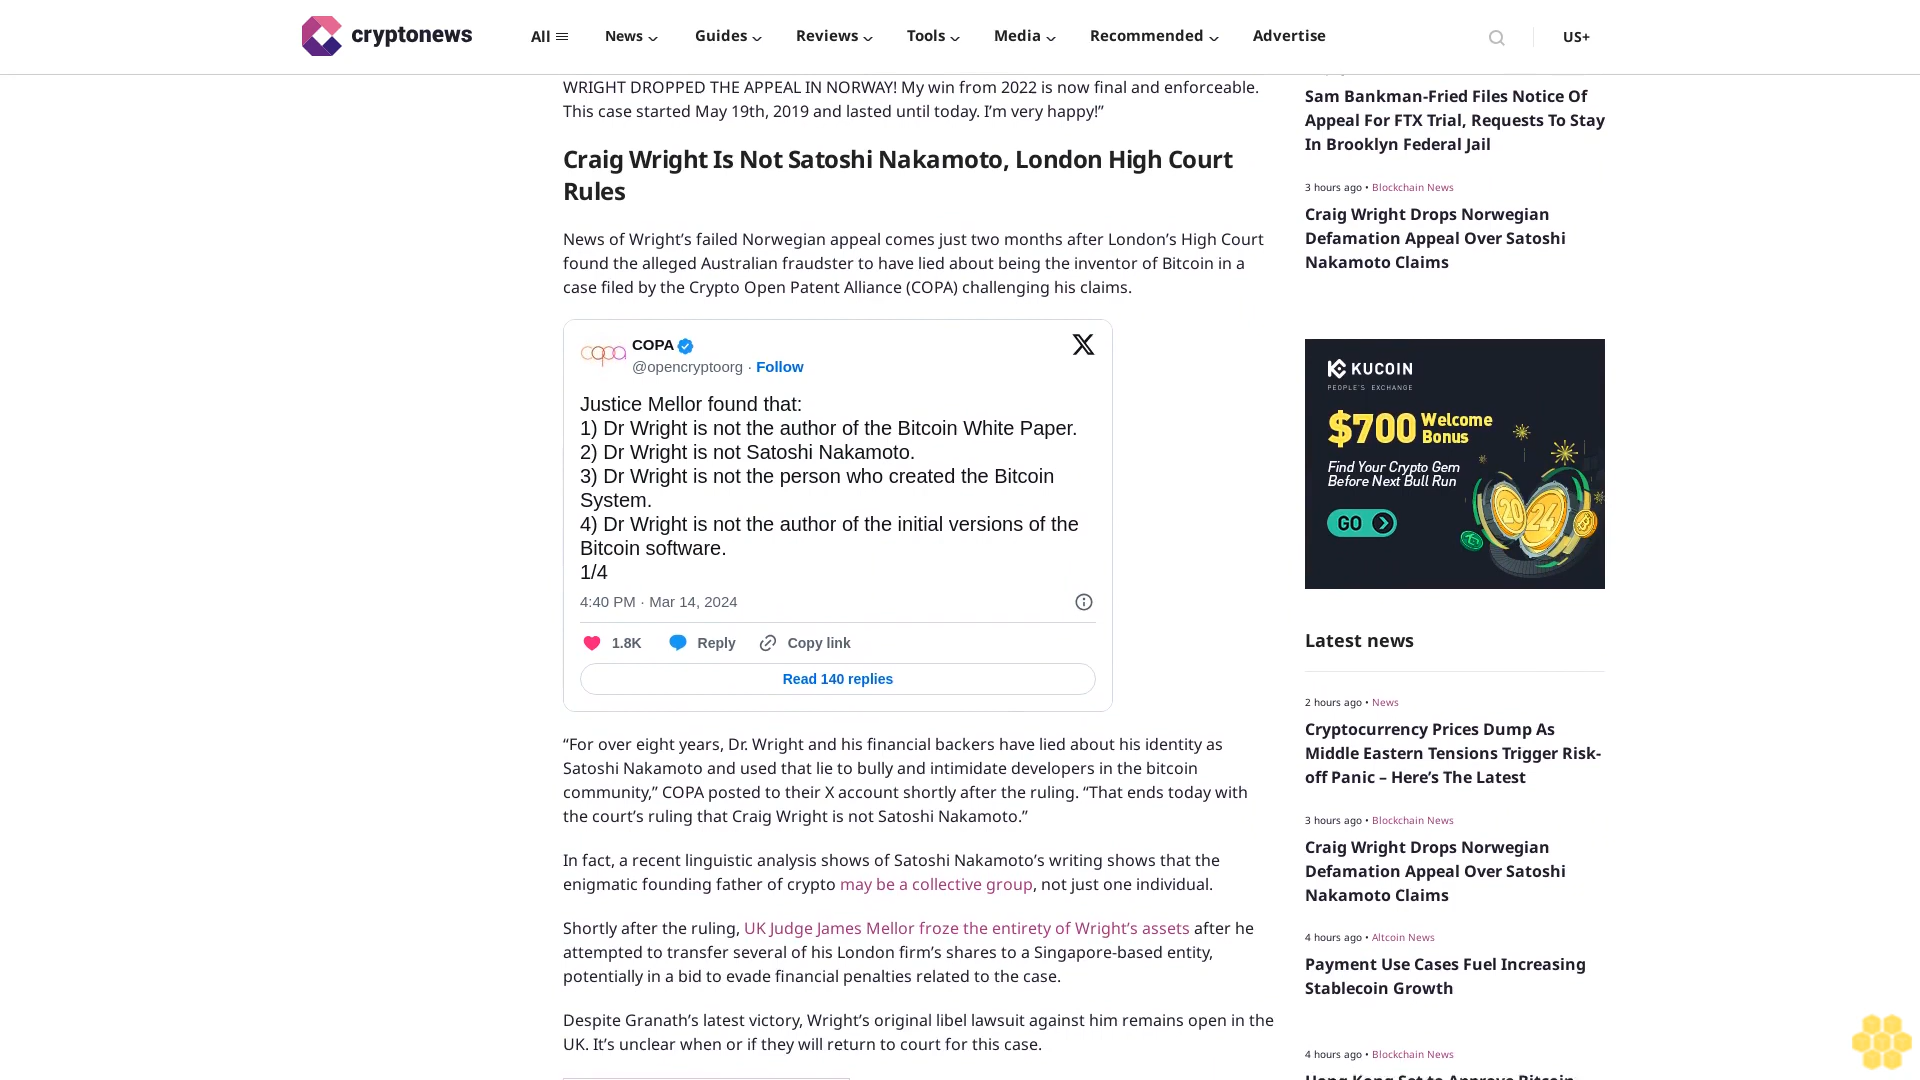 cryptonews
All
News
Guides
Reviews
Tools
Media
Recommended
Advertise
US+
WRIGHT DROPPED THE APPEAL IN NORWAY! My win from 2022 is now final and enforceable.
This case started May 19th, 2019 and lasted until today. I’m very happy!”
Craig Wright Is Not Satoshi Nakamoto, London High Court
Rules
News of Wright’s failed Norwegian appeal comes just two months after London’s High Court
found the alleged Australian fraudster to have lied about being the inventor of Bitcoin in a
case filed by the Crypto Open Patent Alliance (COPA) challenging his claims.
copa
COPA
@opencryptoorg · Follow
Justice Mellor found that:
1) Dr Wright is not the author of the Bitcoin White Paper.
2) Dr Wright is not Satoshi Nakamoto.
3) Dr Wright is not the person who created the Bitcoin
System.
4) Dr Wright is not the author of the initial versions of the
Bitcoin software.
1/4
4:40 PM · Mar 14, 2024
1.8K
Reply
Copy link
Read 140 replies
“For over eight years, Dr. Wright and his financial backers have lied about his identity as
Satoshi Nakamoto and used that lie to bully and intimidate developers in the bitcoin
community,” COPA posted to their X account shortly after the ruling. “That ends today with
the court’s ruling that Craig Wright is not Satoshi Nakamoto.”
In fact, a recent linguistic analysis shows of Satoshi Nakamoto’s writing shows that the
enigmatic founding father of crypto may be a collective group, not just one individual.
Shortly after the ruling, UK Judge James Mellor froze the entirety of Wright’s assets after he
attempted to transfer several of his London firm’s shares to a Singapore-based entity,
potentially in a bid to evade financial penalties related to the case.
Despite Granath’s latest victory, Wright’s original libel lawsuit against him remains open in the
UK. It’s unclear when or if they will return to court for this case.
Sam Bankman-Fried Files Notice Of
Appeal For FTX Trial, Requests To Stay
In Brooklyn Federal Jail
3 hours ago • Blockchain News
Craig Wright Drops Norwegian
Defamation Appeal Over Satoshi
Nakamoto Claims
KUCOIN
PEOPLE'S EXCHANGE
$700 Welcome
Bonus
Find Your Crypto Gem
Before Next Bull Run
GO
2024
Latest news
2 hours ago • News
Cryptocurrency Prices Dump As
Middle Eastern Tensions Trigger Risk-
off Panic – Here’s The Latest
3 hours ago • Blockchain News
Craig Wright Drops Norwegian
Defamation Appeal Over Satoshi
Nakamoto Claims
4 hours ago • Altcoin News
Payment Use Cases Fuel Increasing
Stablecoin Growth
4 hours ago • Blockchain News
Hong Kong Set to Approve Bitcoin